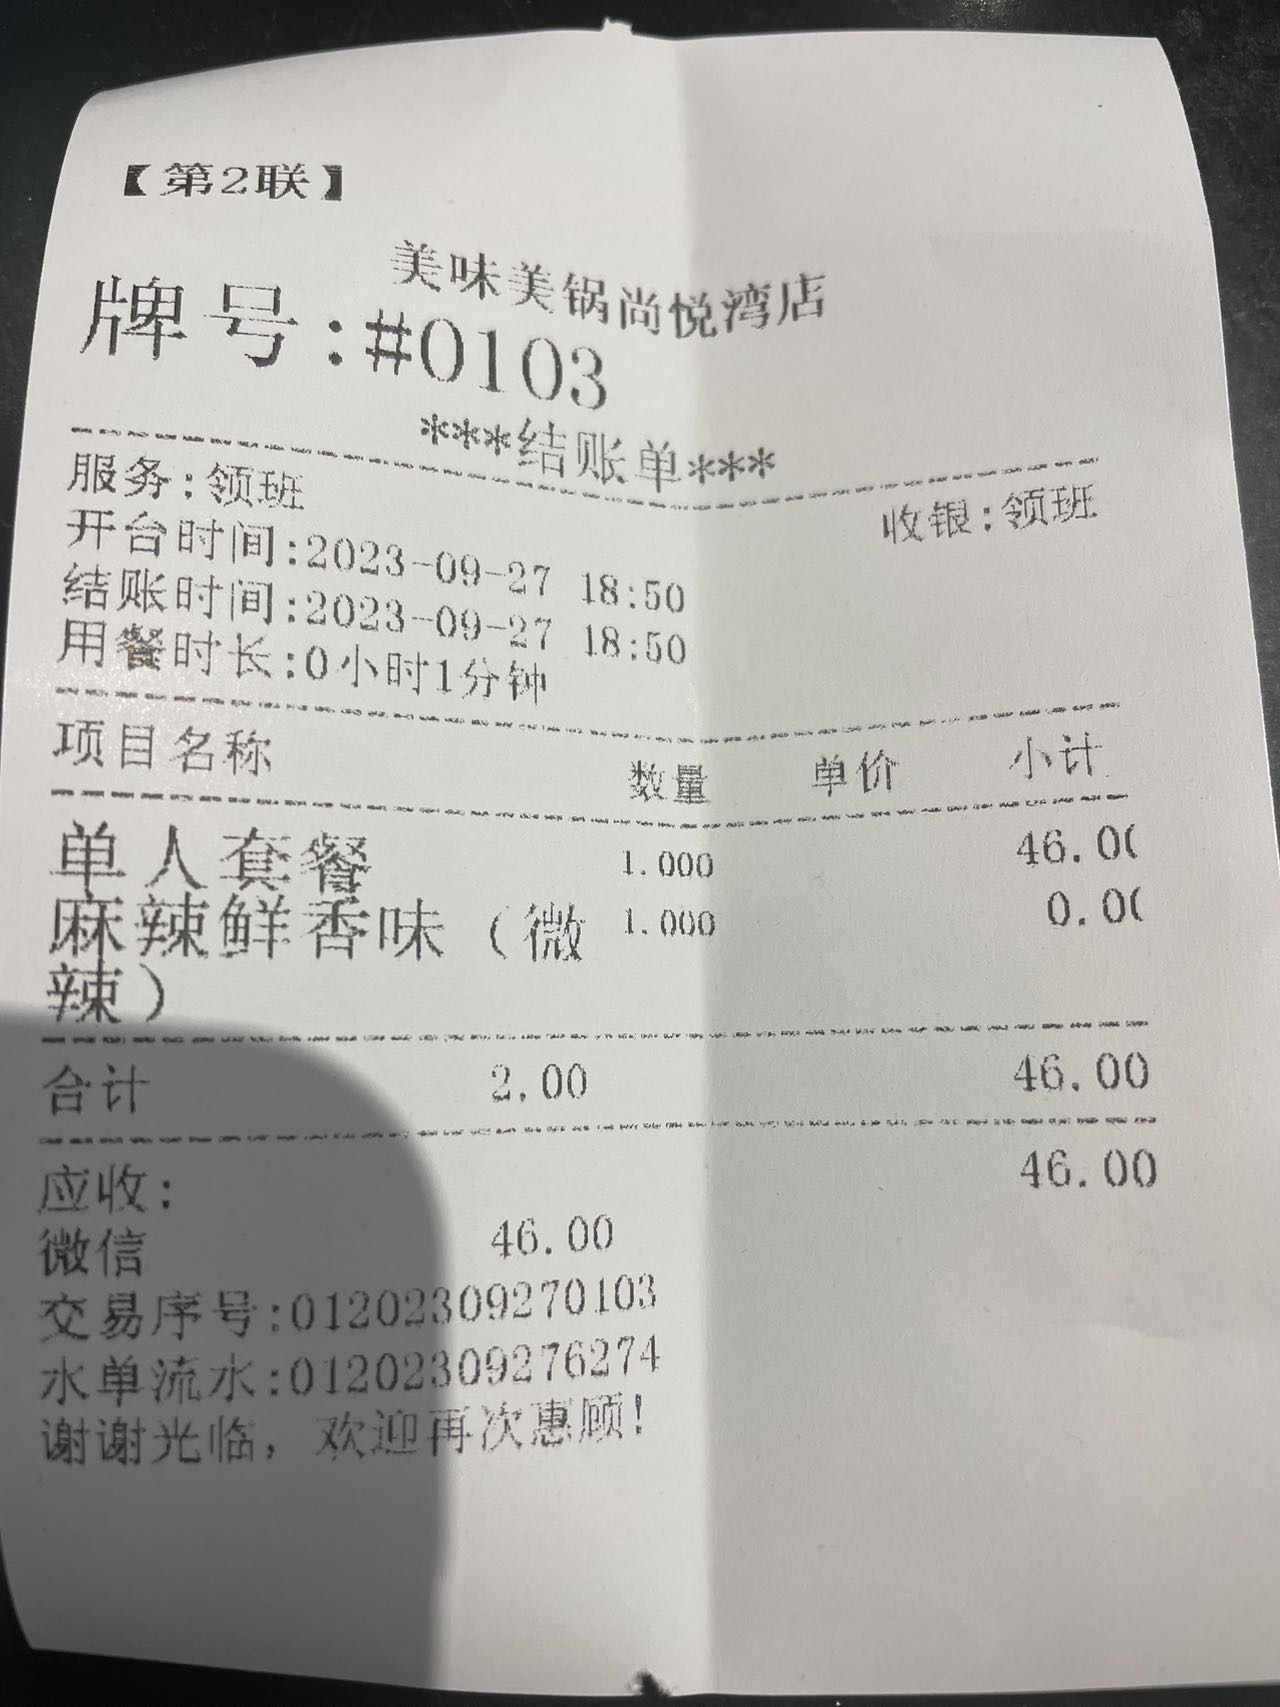 【第2联】
美味美锅尚悦湾店
牌号:#0103
***结账单***
服务:领班 收银:领班
开台时间:2023-09-27 18:50
结账时间:2023-09-27 18:50
用餐时长:0小时1分钟
项目名称 数量 单价 小计
单人套餐 1.000 46.00
麻辣鲜香味（微 1.000 0.00
辣）
合计 2.00 46.00
应收: 46.00
微信 46.00
交易序号:01202309270103
水单流水:01202309276274
谢谢光临，欢迎再次惠顾!